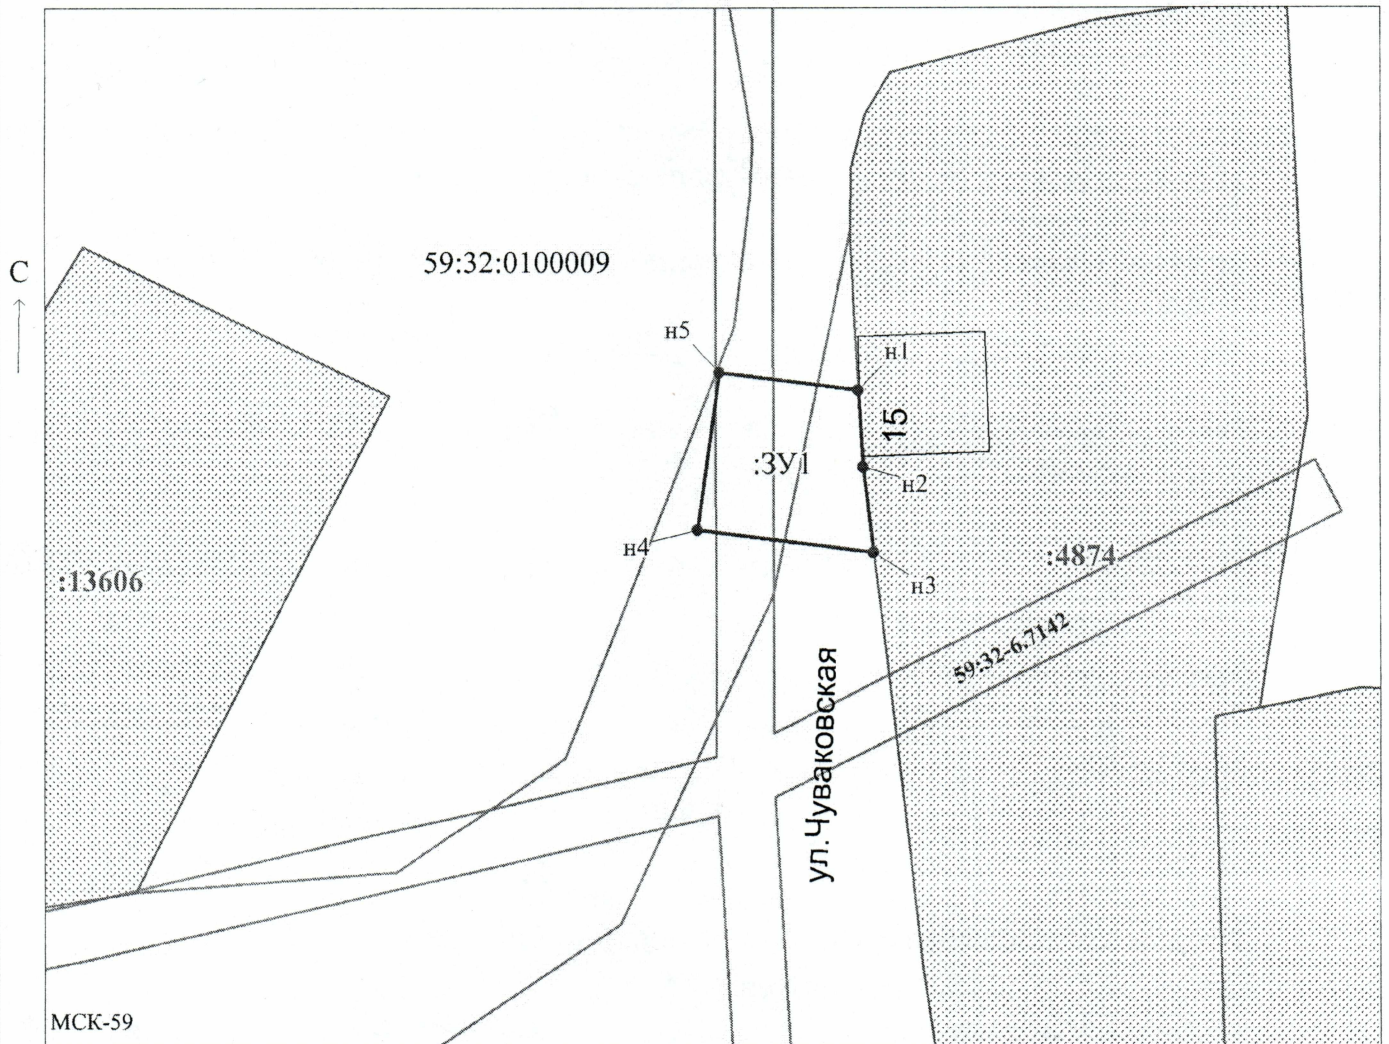 59:32:0100009
С
н5
н1
15
:ЗУ1
н2
н4
:4874
:13606
н3
59:32-6.7142
ул. Чуваковская
МСК-59